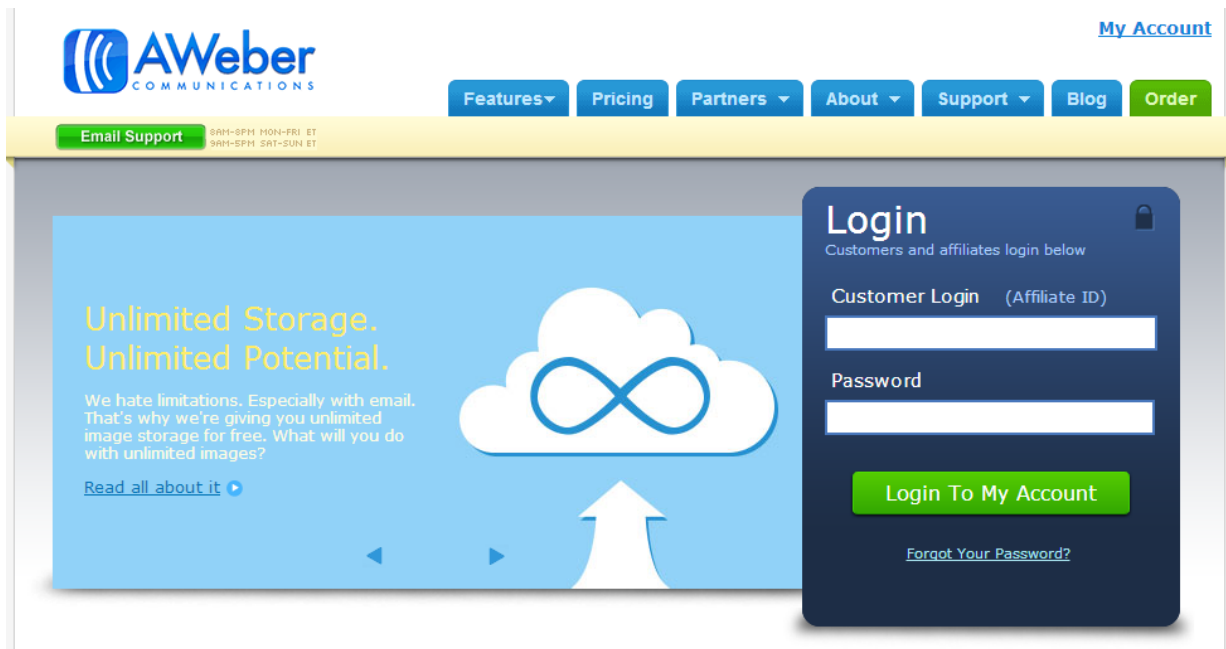 My Account
AWeber
COMMUNICATIONS
Features Pricing Partners About Support Blog Order
Email Support
8AM-8PM MON-FRI ET
9AM-5PM SAT-SUN ET
Login
Customers and affiliates login below
Customer Login (Affiliate ID)
Password
Login To My Account
Forgot Your Password?
Unlimited Storage.
Unlimited Potential.
We hate limitations. Especially with email.
That's why we're giving you unlimited
image storage for free. What will you do
with unlimited images?
Read all about it